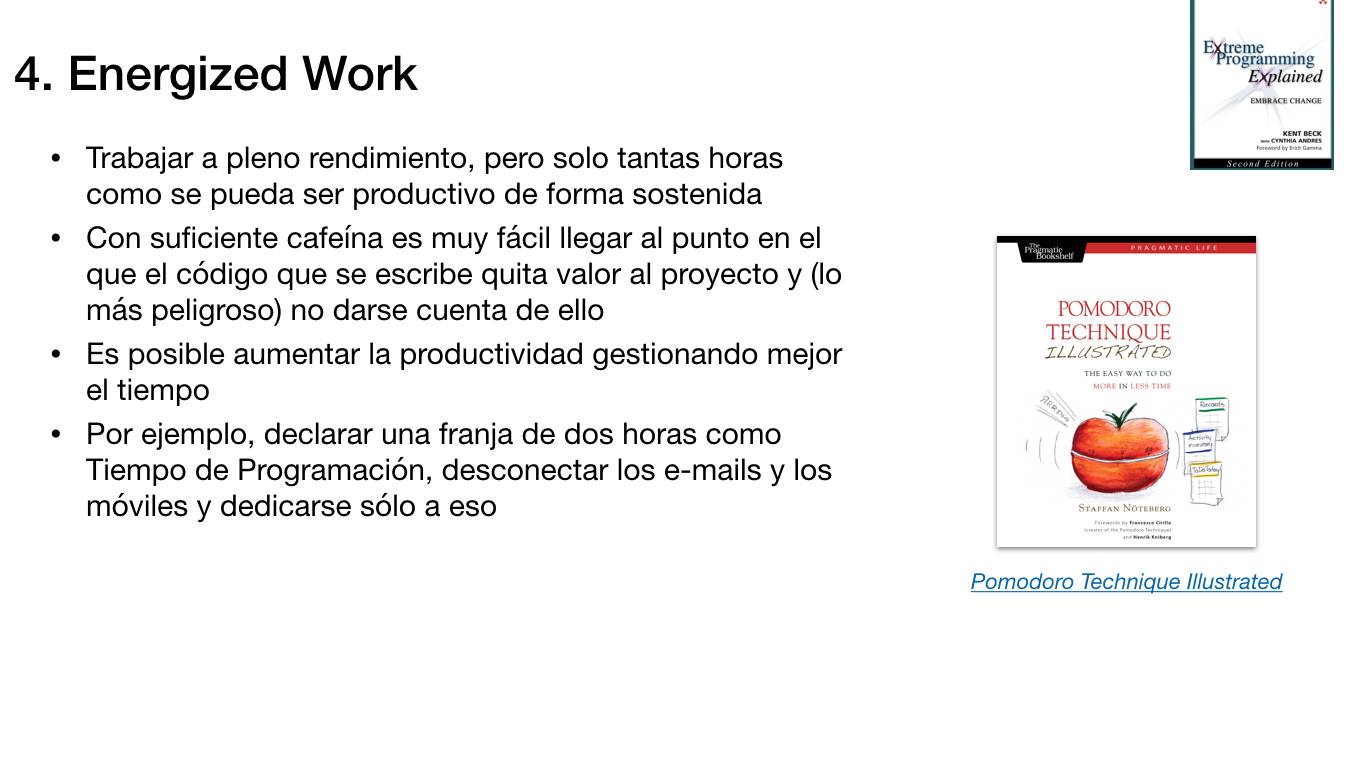 4. Energized Work
• Trabajar a pleno rendimiento, pero solo tantas horas
como se pueda ser productivo de forma sostenida
• Con suficiente cafeína es muy fácil llegar al punto en el
que el código que se escribe quita valor al proyecto y (lo
más peligroso) no darse cuenta de ello
• Es posible aumentar la productividad gestionando mejor
el tiempo
• Por ejemplo, declarar una franja de dos horas como
Tiempo de Programación, desconectar los e-mails y los
móviles y dedicarse sólo a eso
Extreme
Programming
Explained
EMBRACE CHANGE
KENT BECK
WITH CYNTHIA ANDRES
Foreword by Erich Gamma
Second Edition
The
Pragmatic
Bookshelf
PRAGMATIC LIFE
POMODORO
TECHNIQUE
ILLUSTRATED
THE EASY WAY TO DO
MORE IN LESS TIME
ARRING
Records
Activity
Inventory
ToDoToday
STAFFAN NÖTEBERG
Forewords by Francesco Cirillo
(creator of the Pomodoro Technique)
and Henrik Kniberg
Pomodoro Technique Illustrated